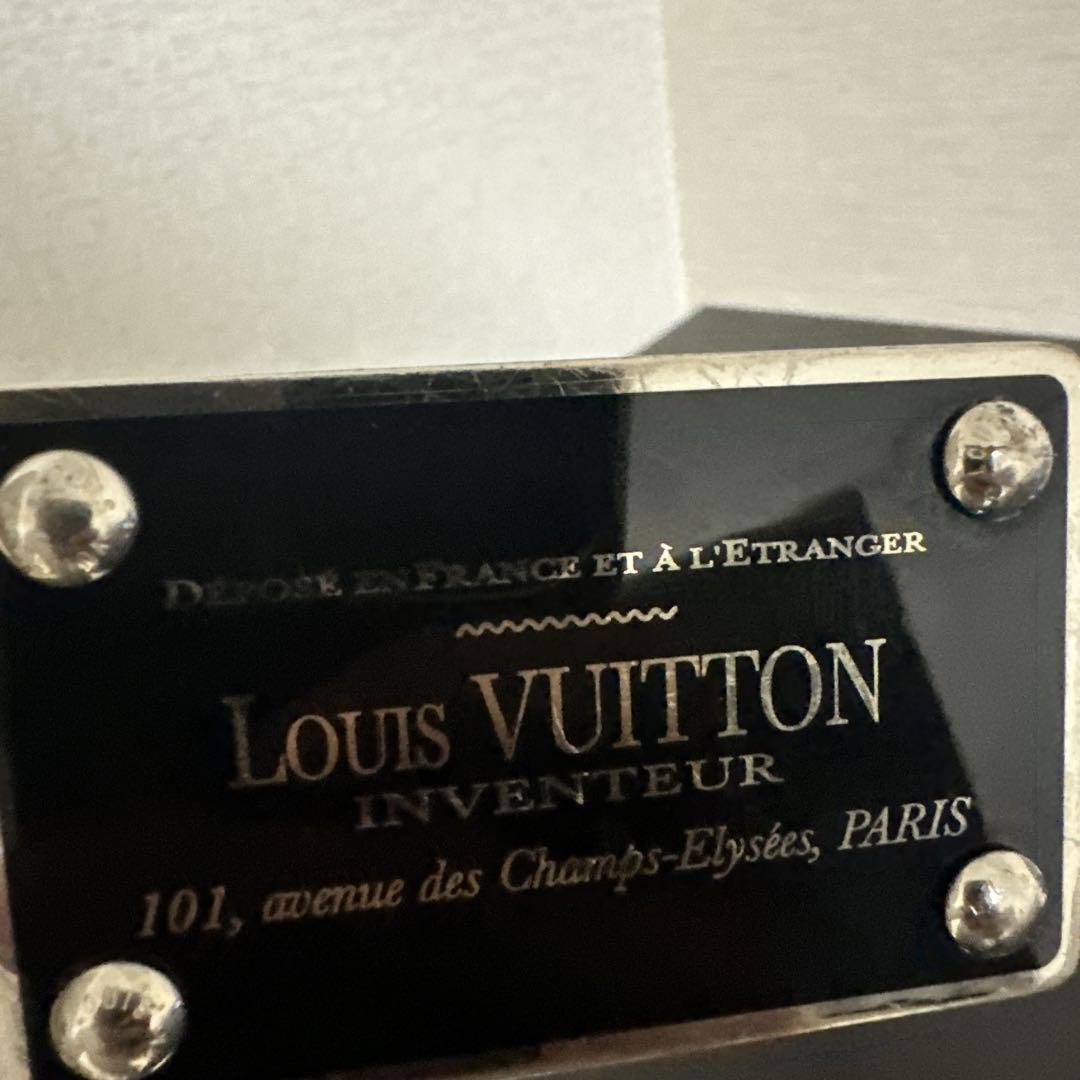 DÉPOSÉ EN FRANCE ET À L'ETRANGER
LOUIS VUITTON
INVENTEUR
101, avenue des Champs-Elysées, PARIS